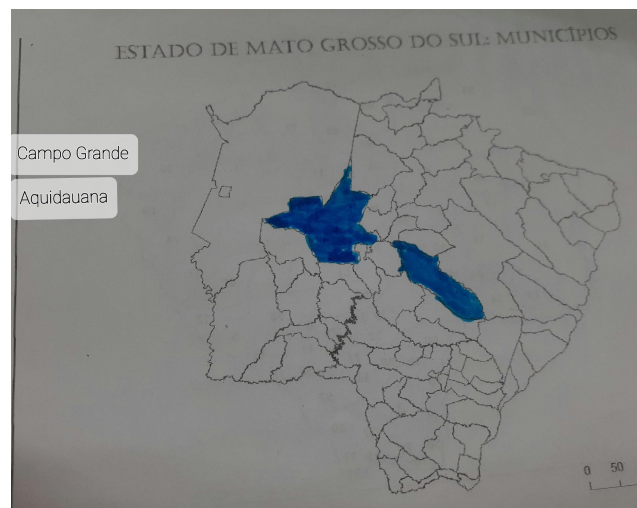 ESTADO DE MATO GROSSO DO SUL: MUNICÍPIOS
Campo Grande
Aquidauana
0 50